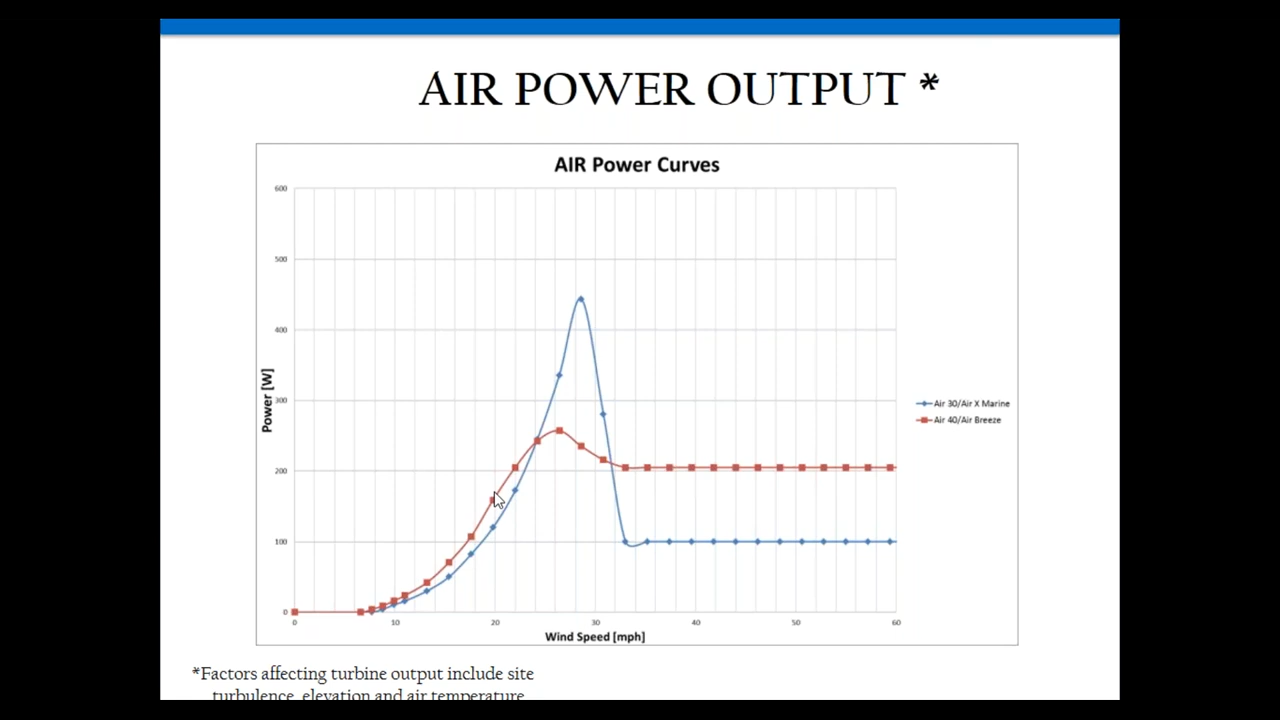 AIR POWER OUTPUT *
AIR Power Curves
600
500
400
300
200
100
0
Power [W]
0 10 20 30 40 50 60
Wind Speed [mph]
Air 30/Air X Marine
Air 40/Air Breeze
*Factors affecting turbine output include site
turbulence, elevation and air temperature